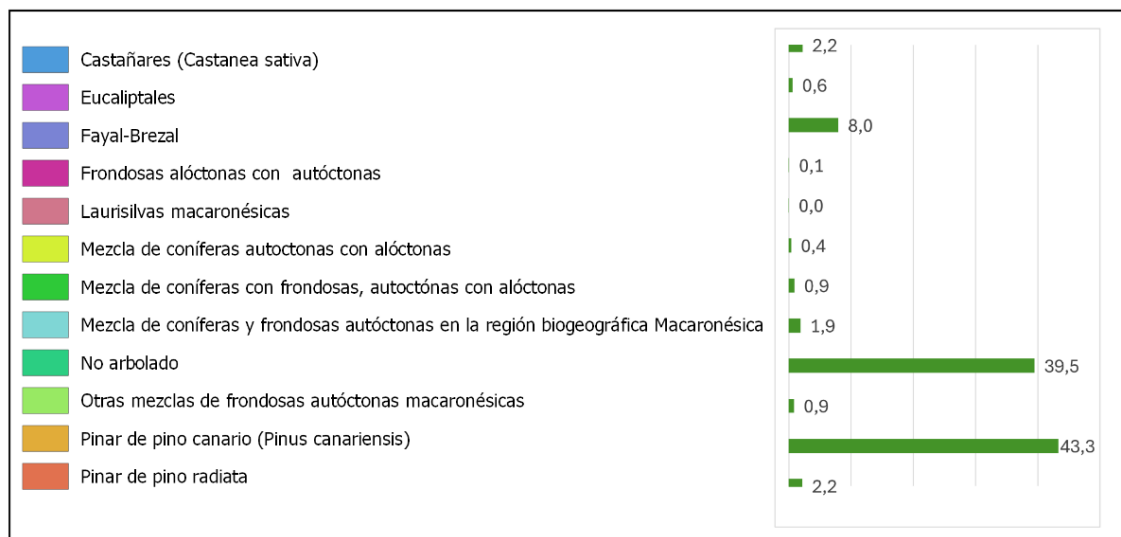 Castañares (Castanea sativa) 2,2
Eucaliptales 0,6
Fayal-Brezal 8,0
Frondosas alóctonas con autóctonas 0,1
Laurisilvas macaronésicas 0,0
Mezcla de coníferas autoctonas con alóctonas 0,4
Mezcla de coníferas con frondosas, autoctónas con alóctonas 0,9
Mezcla de coníferas y frondosas autóctonas en la región biogeográfica Macaronésica 1,9
No arbolado 39,5
Otras mezclas de frondosas autóctonas macaronésicas 0,9
Pinar de pino canario (Pinus canariensis) 43,3
Pinar de pino radiata 2,2